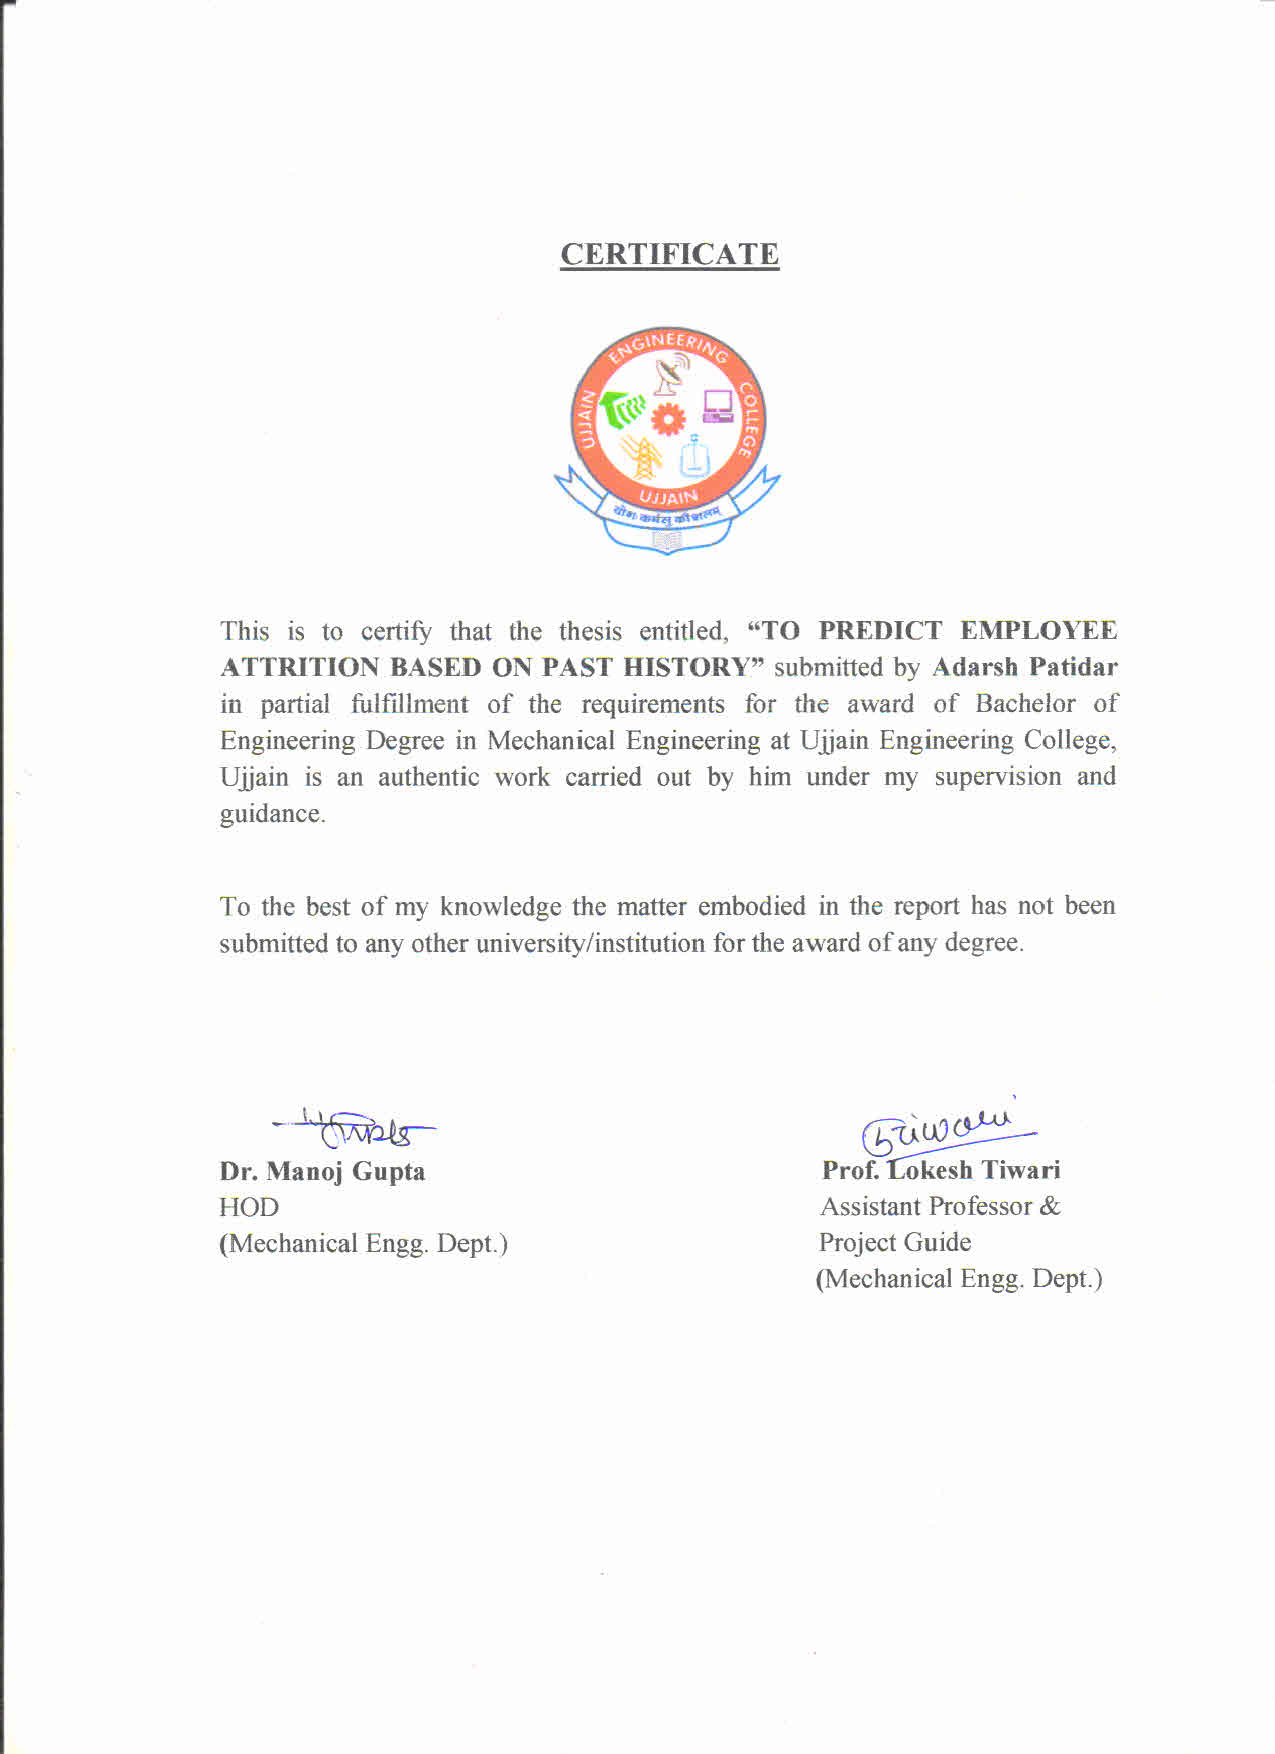 CERTIFICATE
UJJAIN ENGINEERING COLLEGE
UJJAIN
योगः कर्मसु कौशलम्
This is to certify that the thesis entitled, “TO PREDICT EMPLOYEE
ATTRITION BASED ON PAST HISTORY” submitted by Adarsh Patidar
in partial fulfillment of the requirements for the award of Bachelor of
Engineering Degree in Mechanical Engineering at Ujjain Engineering College,
Ujjain is an authentic work carried out by him under my supervision and
guidance.
To the best of my knowledge the matter embodied in the report has not been
submitted to any other university/institution for the award of any degree.
Dr. Manoj Gupta
HOD
(Mechanical Engg. Dept.)
Prof. Lokesh Tiwari
Assistant Professor &
Project Guide
(Mechanical Engg. Dept.)